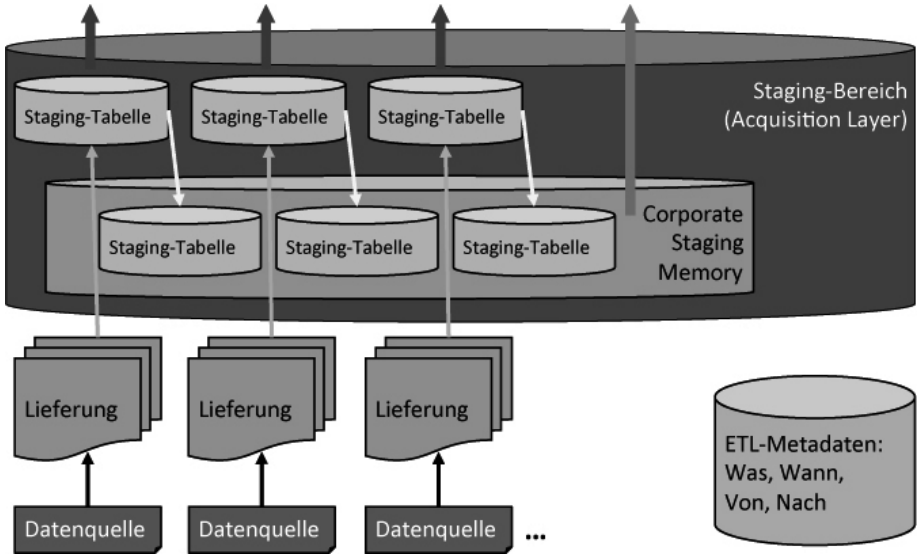 Staging-Tabelle
Staging-Tabelle
Staging-Tabelle
Staging-Bereich
(Acquisition Layer)
Staging-Tabelle
Staging-Tabelle
Staging-Tabelle
Corporate
Staging
Memory
Lieferung
Lieferung
Lieferung
ETL-Metadaten:
Was, Wann,
Von, Nach
Datenquelle
Datenquelle
Datenquelle
...